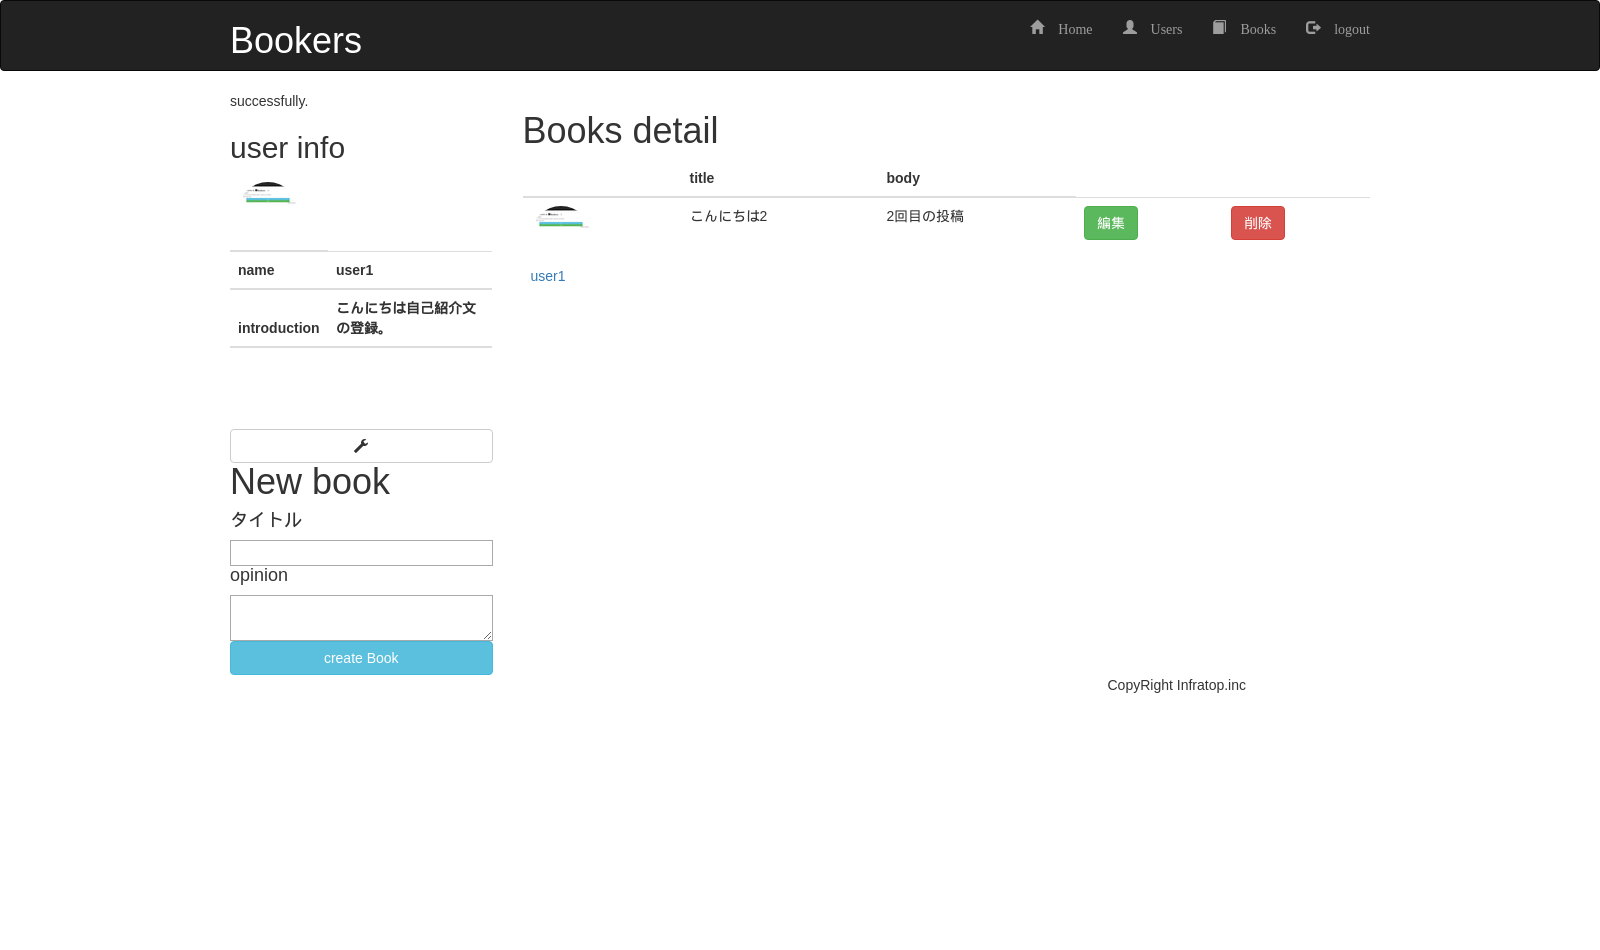 Bookers
Home Users Books logout
successfully.
user info
name user1
introduction こんにちは自己紹介文
の登録。
New book
タイトル
opinion
create Book
Books detail
title body
こんにちは2 2回目の投稿 編集 削除
user1
CopyRight Infratop.inc